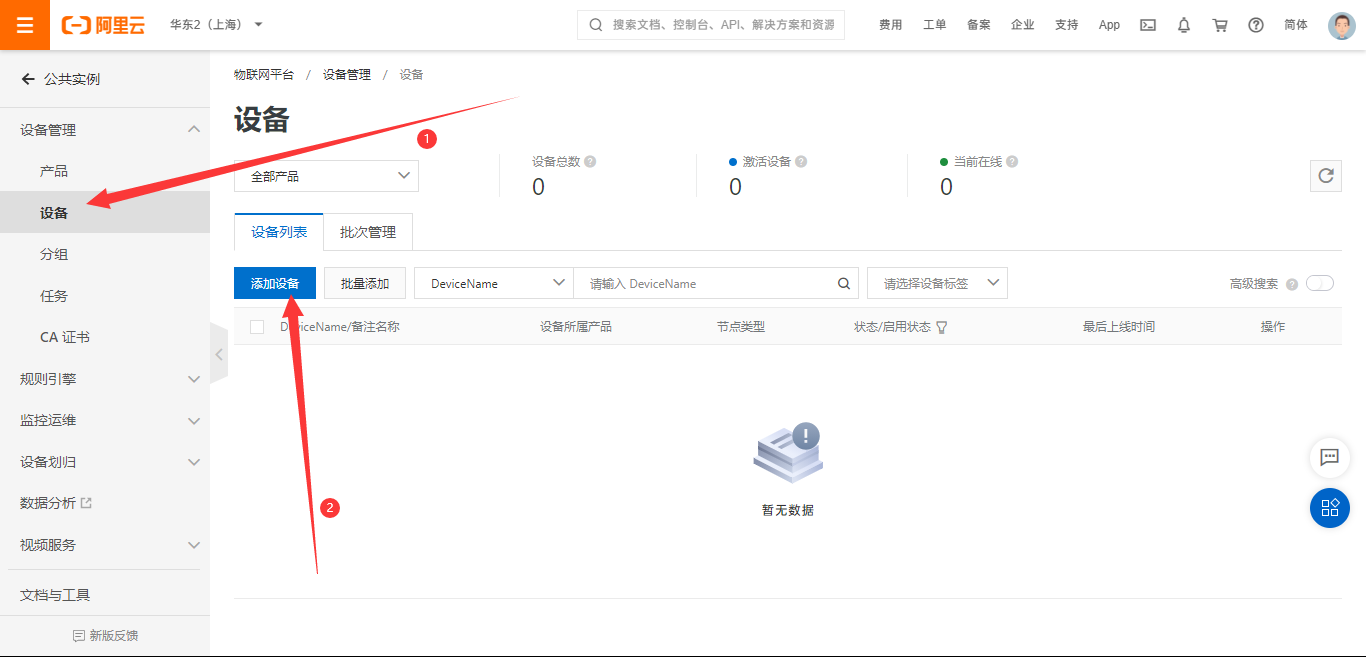 阿里云
华东2（上海）
搜索文档、控制台、API、解决方案和资源
费用
工单
备案
企业
支持
App
简体
公共实例
设备管理
产品
设备
分组
任务
CA 证书
规则引擎
监控运维
设备划归
数据分析
视频服务
文档与工具
新版反馈
物联网平台 / 设备管理 / 设备
设备
1
全部产品
设备总数
0
激活设备
0
当前在线
0
设备列表
批次管理
添加设备
批量添加
DeviceName
请输入 DeviceName
请选择设备标签
高级搜索
DeviceName/备注名称
设备所属产品
节点类型
状态/启用状态
最后上线时间
操作
暂无数据
2